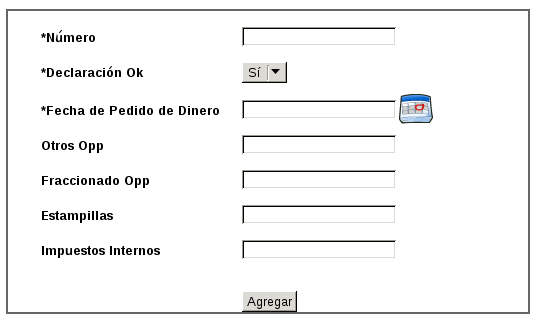 *Número
*Declaración Ok Sí
*Fecha de Pedido de Dinero
Otros Opp
Fraccionado Opp
Estampillas
Impuestos Internos
Agregar